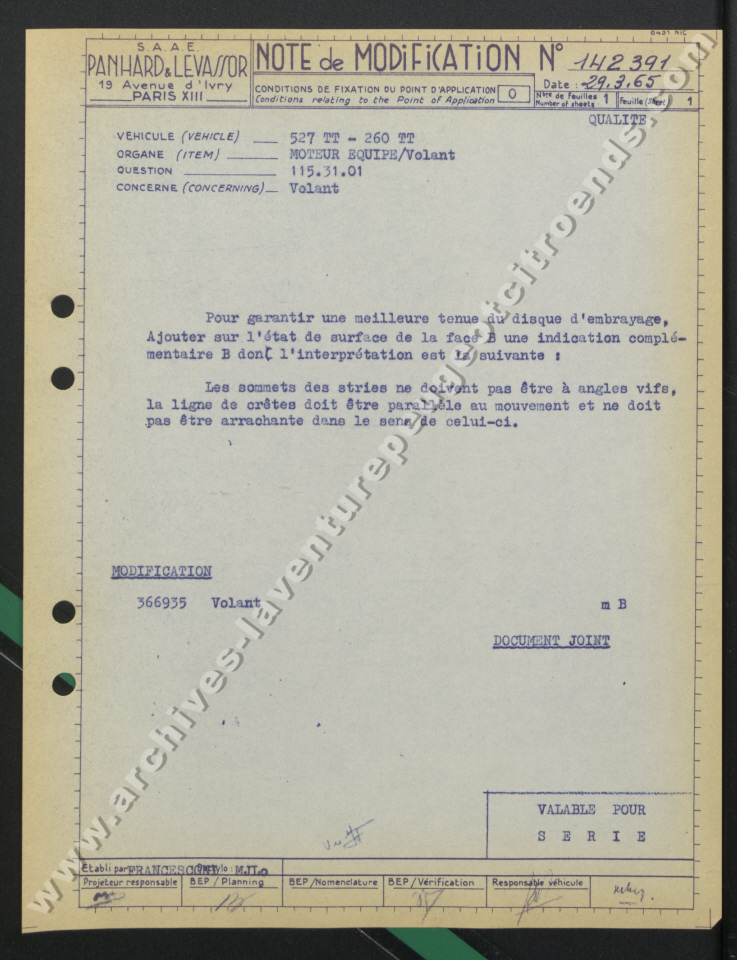 S.A.A.E.
PANHARD & LEVASSOR
19 Avenue d'Ivry
PARIS XIII
NOTE de MODIFICATION N° 142391
CONDITIONS DE FIXATION DU POINT D'APPLICATION
Conditions relating to the Point of Application
0
Date : 29.3.65
Nbre de Feuilles
Number of sheets 1
Feuille (Sheet) 1
QUALITE
VEHICULE (VEHICLE) 527 TT - 260 TT
ORGANE (ITEM) MOTEUR EQUIPE/Volant
QUESTION 115.31.01
CONCERNE (CONCERNING) Volant
Pour garantir une meilleure tenue du disque d'embrayage,
Ajouter sur l'état de surface de la face B une indication complé-
mentaire B dont l'interprétation est la suivante :
Les sommets des stries ne doivent pas être à angles vifs,
la ligne de crêtes doit être parallèle au mouvement et ne doit
pas être arrachante dans le sens de celui-ci.
MODIFICATION
366935 Volant m B
DOCUMENT JOINT
VALABLE POUR
S E R I E
Etabli par FRANCESCONI Dactylo : MJL.
Projeteur responsable
BEP / Planning
BEP / Nomenclature
BEP / Vérification
Responsable véhicule
www.archives-laventurepeugeotcitroends.com